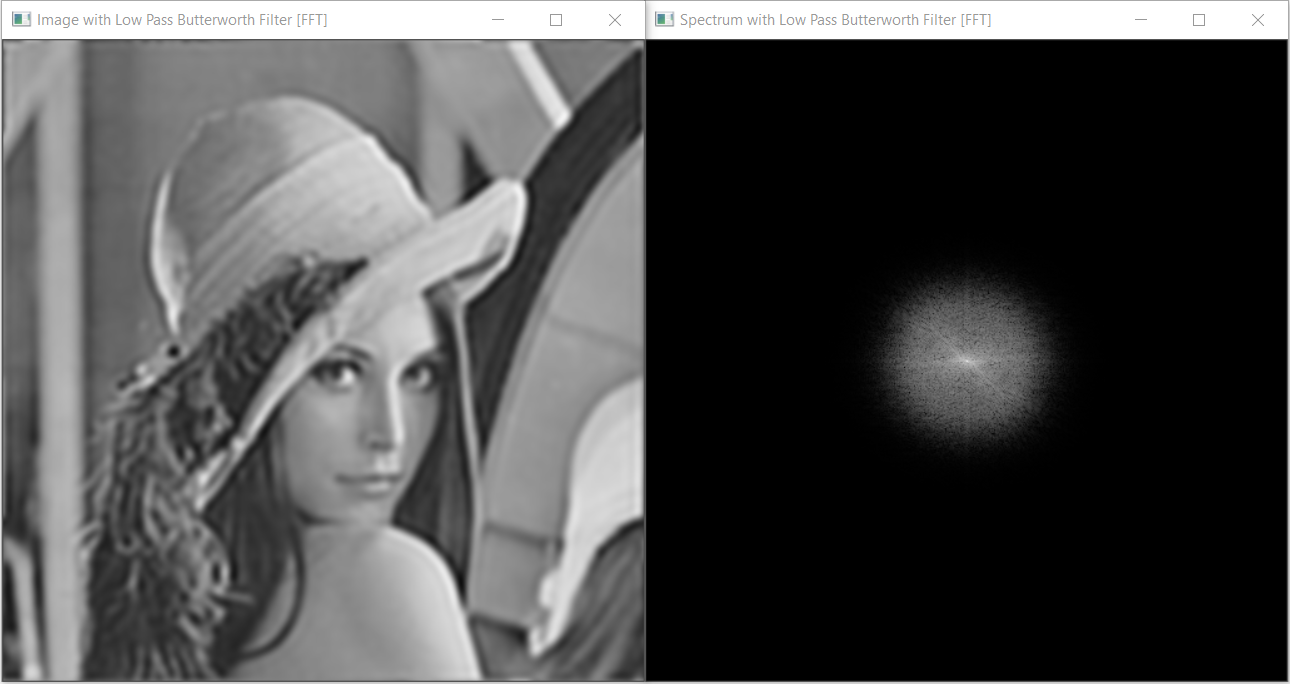 Image with Low Pass Butterworth Filter [FFT]
Spectrum with Low Pass Butterworth Filter [FFT]